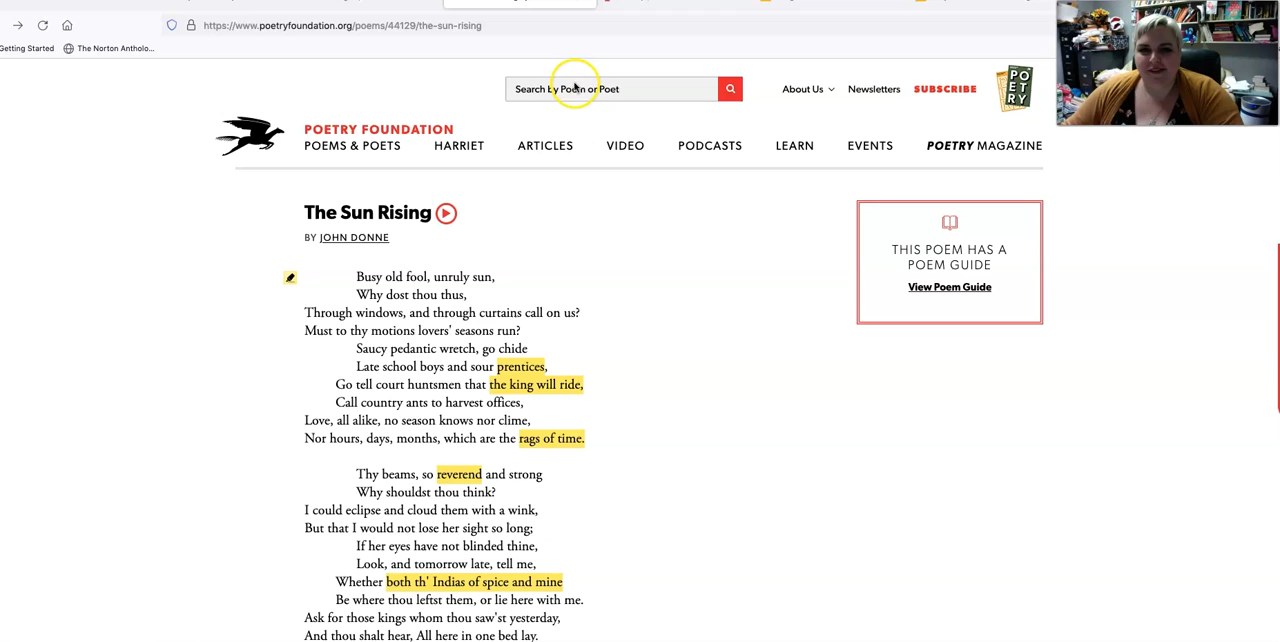 https://www.poetryfoundation.org/poems/44129/the-sun-rising
Getting Started The Norton Antholo...
Search by Poem or Poet
About Us Newsletters SUBSCRIBE
PO
E
TRY
POETRY FOUNDATION
POEMS & POETS HARRIET ARTICLES VIDEO PODCASTS LEARN EVENTS POETRY MAGAZINE
The Sun Rising
BY JOHN DONNE
Busy old fool, unruly sun,
Why dost thou thus,
Through windows, and through curtains call on us?
Must to thy motions lovers' seasons run?
Saucy pedantic wretch, go chide
Late school boys and sour prentices,
Go tell court huntsmen that the king will ride,
Call country ants to harvest offices,
Love, all alike, no season knows nor clime,
Nor hours, days, months, which are the rags of time.
Thy beams, so reverend and strong
Why shouldst thou think?
I could eclipse and cloud them with a wink,
But that I would not lose her sight so long;
If her eyes have not blinded thine,
Look, and tomorrow late, tell me,
Whether both th' Indias of spice and mine
Be where thou leftst them, or lie here with me.
Ask for those kings whom thou saw'st yesterday,
And thou shalt hear, All here in one bed lay.
THIS POEM HAS A
POEM GUIDE
View Poem Guide